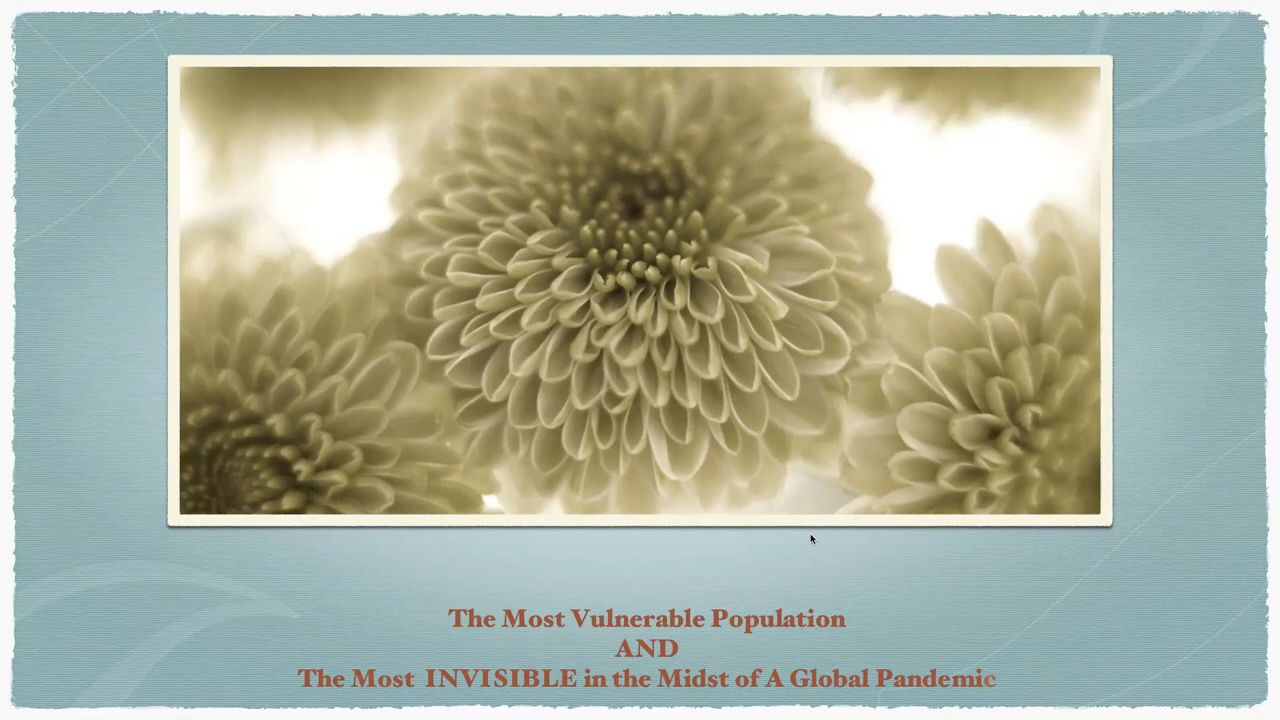 The Most Vulnerable Population
AND
The Most INVISIBLE in the Midst of A Global Pandemic